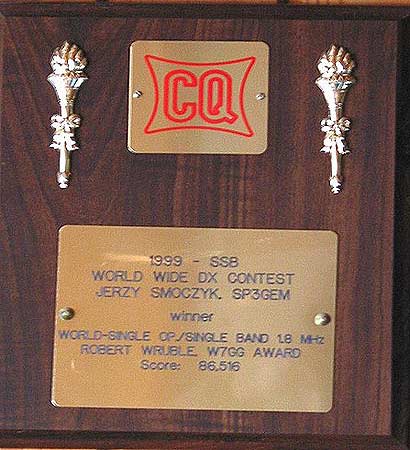 CQ
1999 - SSB
WORLD WIDE DX CONTEST
JERZY SMOCZYK, SP3GEM
winner
WORLD-SINGLE OP./SINGLE BAND 1.8 MHz
ROBERT WRUBLE, W7GG AWARD
Score: 86,516